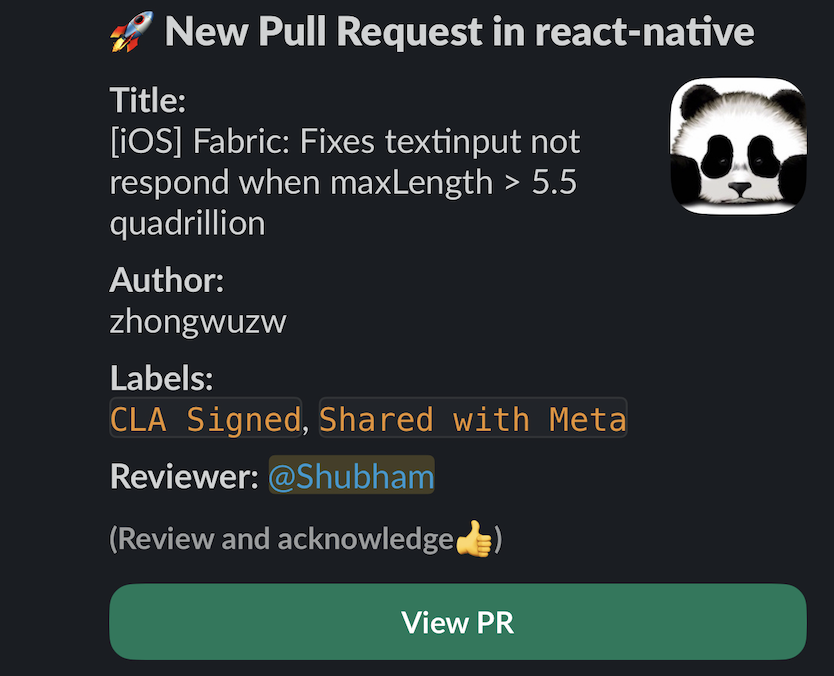 🚀 New Pull Request in react-native
Title:
[iOS] Fabric: Fixes textinput not
respond when maxLength > 5.5
quadrillion
Author:
zhongwuzw
Labels:
CLA Signed, Shared with Meta
Reviewer: @Shubham
(Review and acknowledge👍)
View PR